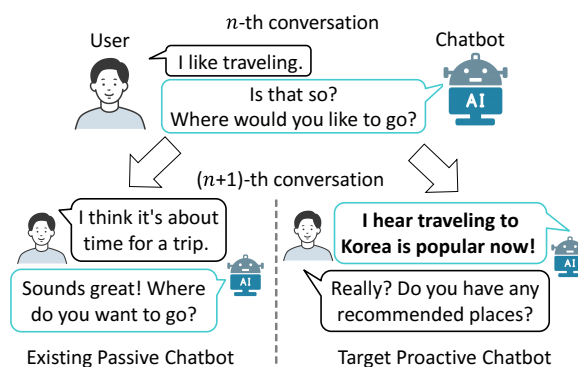 n-th conversation
User
Chatbot
I like traveling.
Is that so?
Where would you like to go?
AI
(n+1)-th conversation
I think it's about
time for a trip.
Sounds great! Where
do you want to go?
AI
Existing Passive Chatbot
I hear traveling to
Korea is popular now!
AI
Really? Do you have any
recommended places?
Target Proactive Chatbot